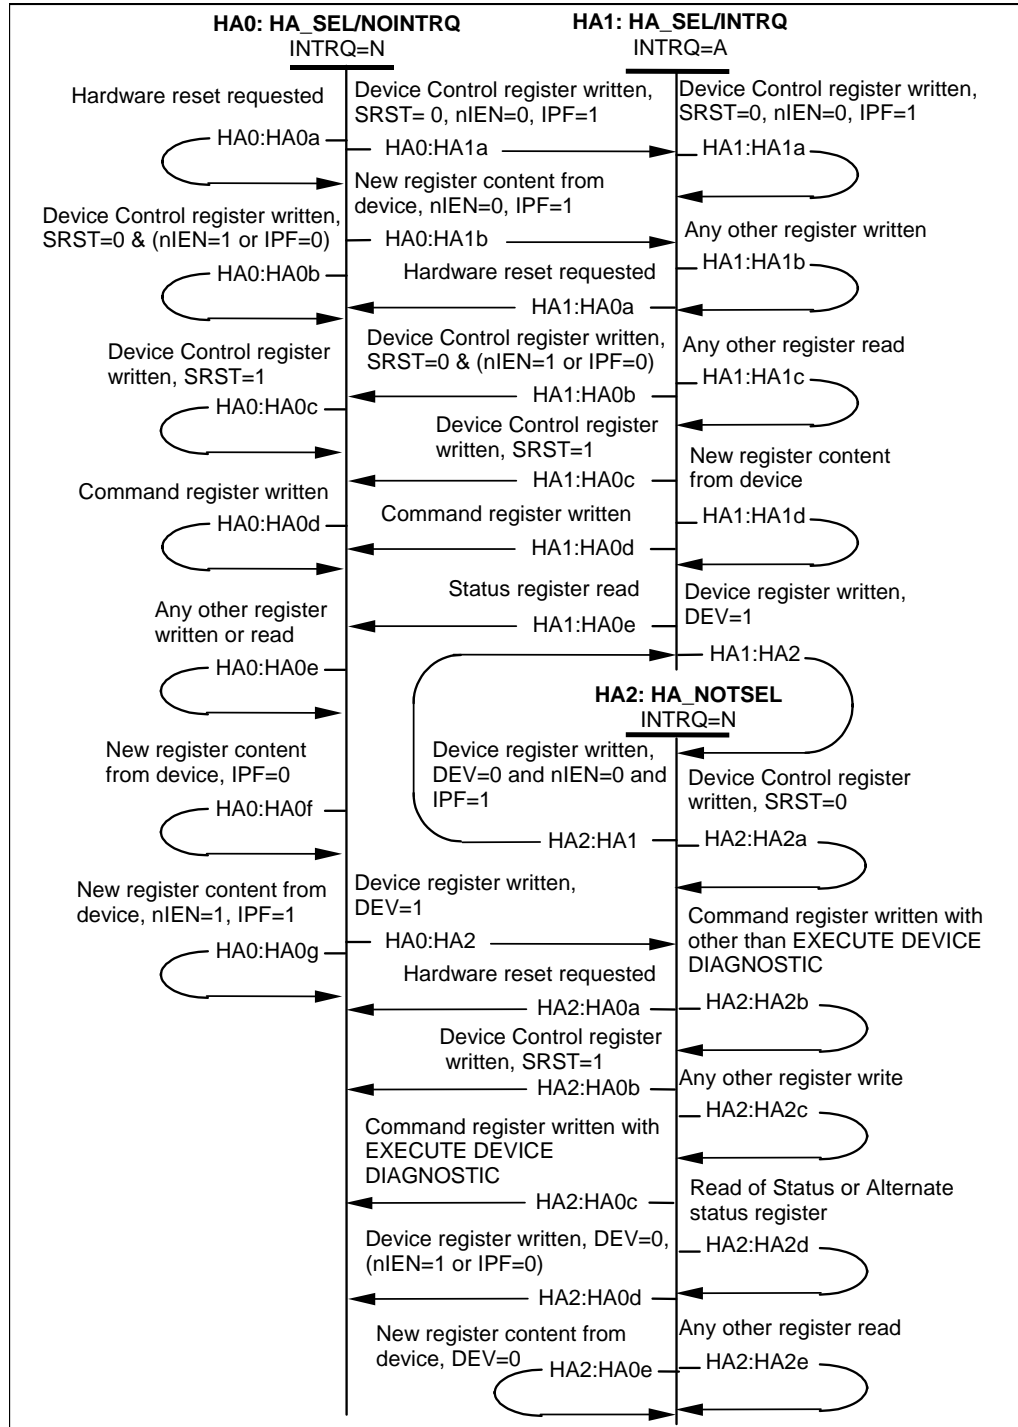 HA0: HA_SEL/NOINTRQ
INTRQ=N
HA1: HA_SEL/INTRQ
INTRQ=A
Hardware reset requested
HA0:HA0a
Device Control register written,
SRST= 0, nIEN=0, IPF=1
HA0:HA1a
Device Control register written,
SRST=0, nIEN=0, IPF=1
HA1:HA1a
New register content from
device, nIEN=0, IPF=1
HA0:HA1b
Device Control register written,
SRST=0 & (nIEN=1 or IPF=0)
HA0:HA0b
Any other register written
HA1:HA1b
Hardware reset requested
HA1:HA0a
Device Control register written,
SRST=0 & (nIEN=1 or IPF=0)
HA1:HA0b
Any other register read
HA1:HA1c
Device Control register
written, SRST=1
HA0:HA0c
Device Control register
written, SRST=1
HA1:HA0c
New register content
from device
HA1:HA1d
Command register written
HA0:HA0d
Command register written
HA1:HA0d
Status register read
HA1:HA0e
Device register written,
DEV=1
HA1:HA2
Any other register
written or read
HA0:HA0e
HA2: HA_NOTSEL
INTRQ=N
New register content
from device, IPF=0
HA0:HA0f
Device register written,
DEV=0 and nIEN=0 and
IPF=1
HA2:HA1
Device Control register
written, SRST=0
HA2:HA2a
New register content from
device, nIEN=1, IPF=1
HA0:HA0g
Device register written,
DEV=1
HA0:HA2
Command register written with
other than EXECUTE DEVICE
DIAGNOSTIC
HA2:HA2b
Hardware reset requested
HA2:HA0a
Device Control register
written, SRST=1
HA2:HA0b
Any other register write
HA2:HA2c
Command register written with
EXECUTE DEVICE
DIAGNOSTIC
HA2:HA0c
Read of Status or Alternate
status register
HA2:HA2d
Device register written, DEV=0,
(nIEN=1 or IPF=0)
HA2:HA0d
New register content from
device, DEV=0
HA2:HA0e
Any other register read
HA2:HA2e